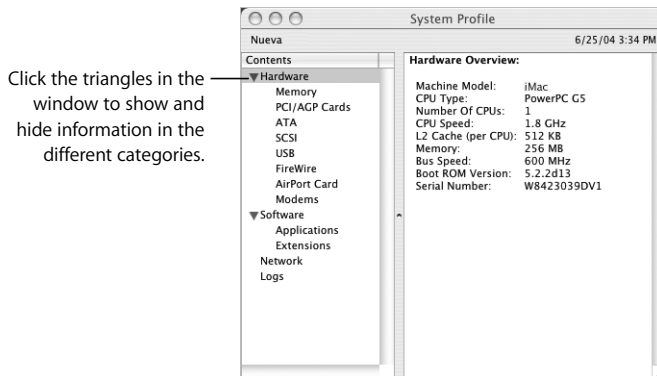 System Profile
Nueva
6/25/04 3:34 PM
Click the triangles in the
window to show and
hide information in the
different categories.
Contents
Hardware
Memory
PCI/AGP Cards
ATA
SCSI
USB
FireWire
AirPort Card
Modems
Software
Applications
Extensions
Network
Logs
Hardware Overview:
Machine Model: iMac
CPU Type: PowerPC G5
Number Of CPUs: 1
CPU Speed: 1.8 GHz
L2 Cache (per CPU): 512 KB
Memory: 256 MB
Bus Speed: 600 MHz
Boot ROM Version: 5.2.2d13
Serial Number: W8423039DV1